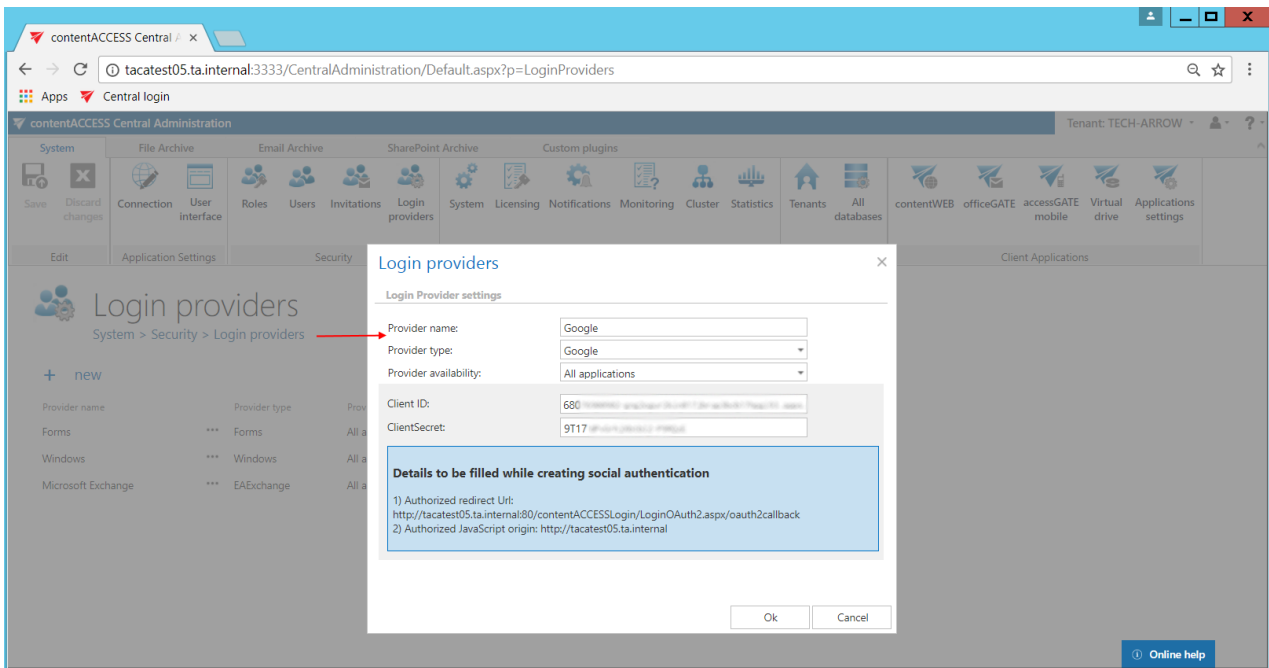 contentACCESS Central A
tacatest05.ta.internal:3333/CentralAdministration/Default.aspx?p=LoginProviders
Apps Central login
contentACCESS Central Administration Tenant: TECH-ARROW ?
System File Archive Email Archive SharePoint Archive Custom plugins
Save Discard changes Connection User interface Roles Users Invitations Login providers System Licensing Notifications Monitoring Cluster Statistics Tenants All databases contentWEB officeGATE accessGATE mobile Virtual drive Applications settings
Edit Application Settings Security Client Applications
Login providers
System > Security > Login providers
+ new
Provider name Provider type Prov
Forms *** Forms All a
Windows *** Windows All a
Microsoft Exchange *** EAExchange All a
Login providers
Login Provider settings
Provider name: Google
Provider type: Google
Provider availability: All applications
Client ID: 680
ClientSecret: 9T17
Details to be filled while creating social authentication
1) Authorized redirect Url:
http://tacatest05.ta.internal:80/contentACCESSLogin/LoginOAuth2.aspx/oauth2callback
2) Authorized JavaScript origin: http://tacatest05.ta.internal
Ok Cancel
Online help